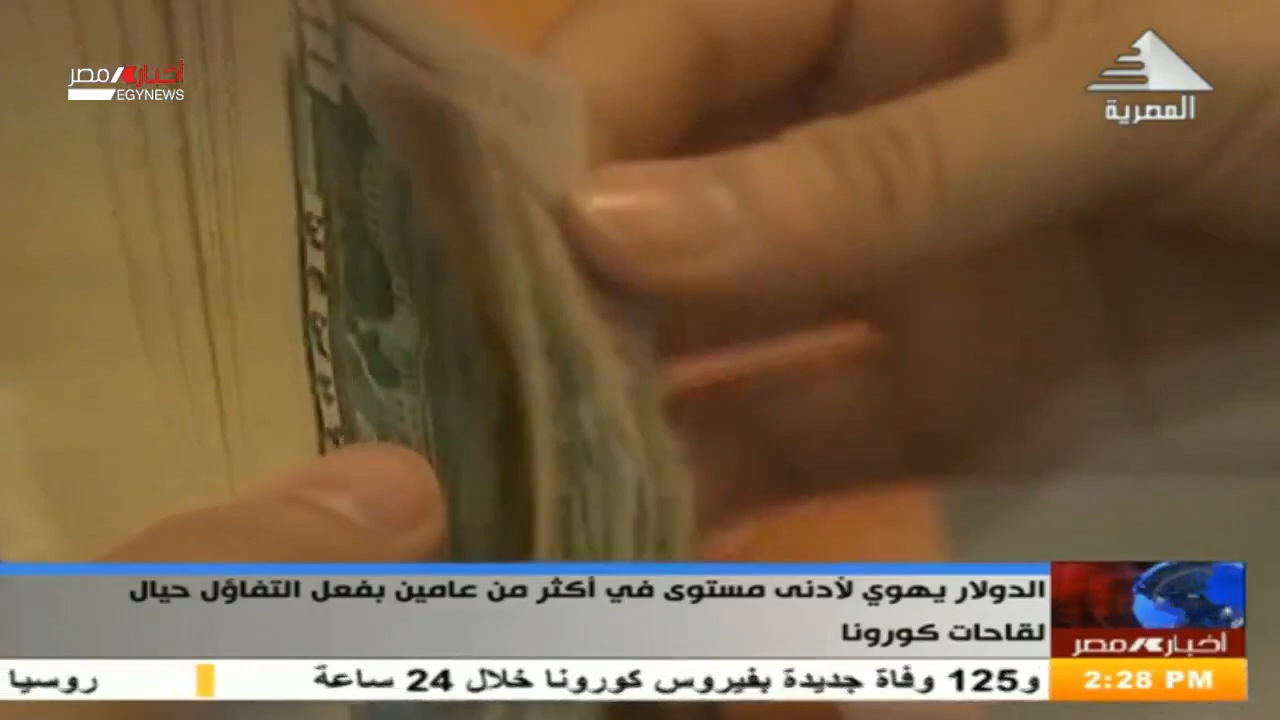 أخبار مصر
EGYNEWS
المصرية
الدولار يهوي لأدنى مستوى في أكثر من عامين بفعل التفاؤل حيال
لقاحات كورونا
أخبار مصر
و125 وفاة جديدة بفيروس كورونا خلال 24 ساعة
روسيا
2:28 PM